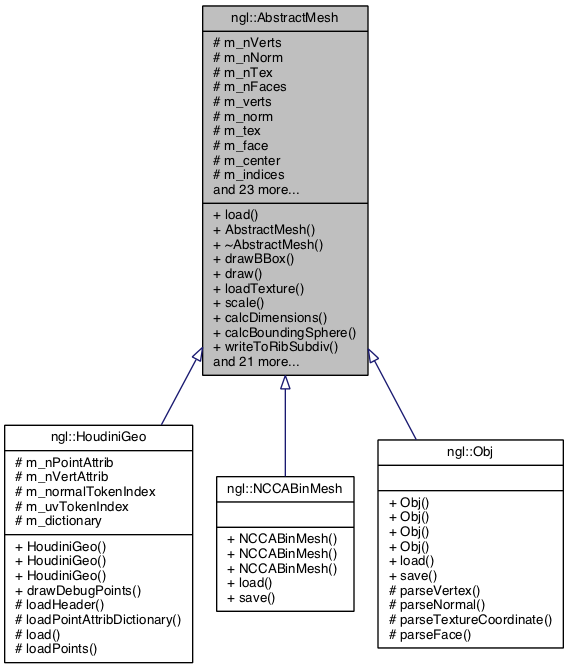 ngl::AbstractMesh
# m_nVerts
# m_nNorm
# m_nTex
# m_nFaces
# m_verts
# m_norm
# m_tex
# m_face
# m_center
# m_indices
and 23 more...
+ load()
+ AbstractMesh()
+ ~AbstractMesh()
+ drawBBox()
+ draw()
+ loadTexture()
+ scale()
+ calcDimensions()
+ calcBoundingSphere()
+ writeToRibSubdiv()
and 21 more...
ngl::HoudiniGeo
# m_nPointAttrib
# m_nVertAttrib
# m_normalTokenIndex
# m_uvTokenIndex
# m_dictionary
+ HoudiniGeo()
+ HoudiniGeo()
+ HoudiniGeo()
+ drawDebugPoints()
# loadHeader()
# loadPointAttribDictionary()
# load()
# loadPoints()
ngl::NCCABinMesh
+ NCCABinMesh()
+ NCCABinMesh()
+ NCCABinMesh()
+ load()
+ save()
ngl::Obj
+ Obj()
+ Obj()
+ Obj()
+ Obj()
+ load()
+ save()
# parseVertex()
# parseNormal()
# parseTextureCoordinate()
# parseFace()